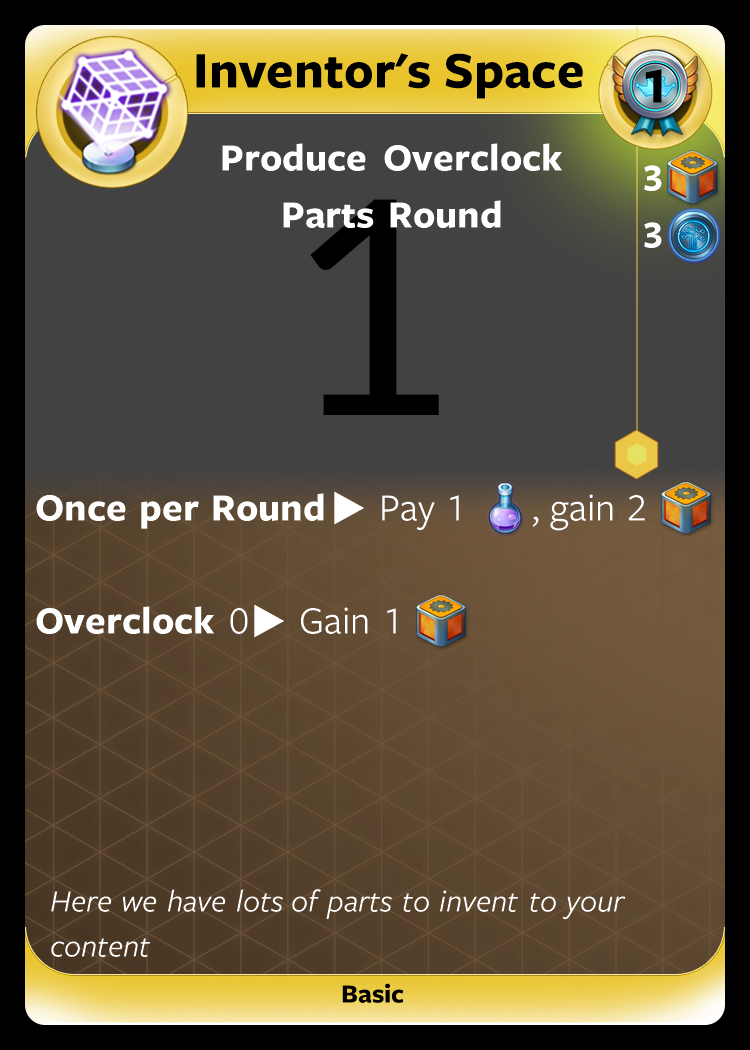 Inventor's Space
1
Produce Overclock
Parts Round
3
3
1
Once per Round▶ Pay 1 , gain 2
Overclock 0▶ Gain 1
Here we have lots of parts to invent to your
content
Basic